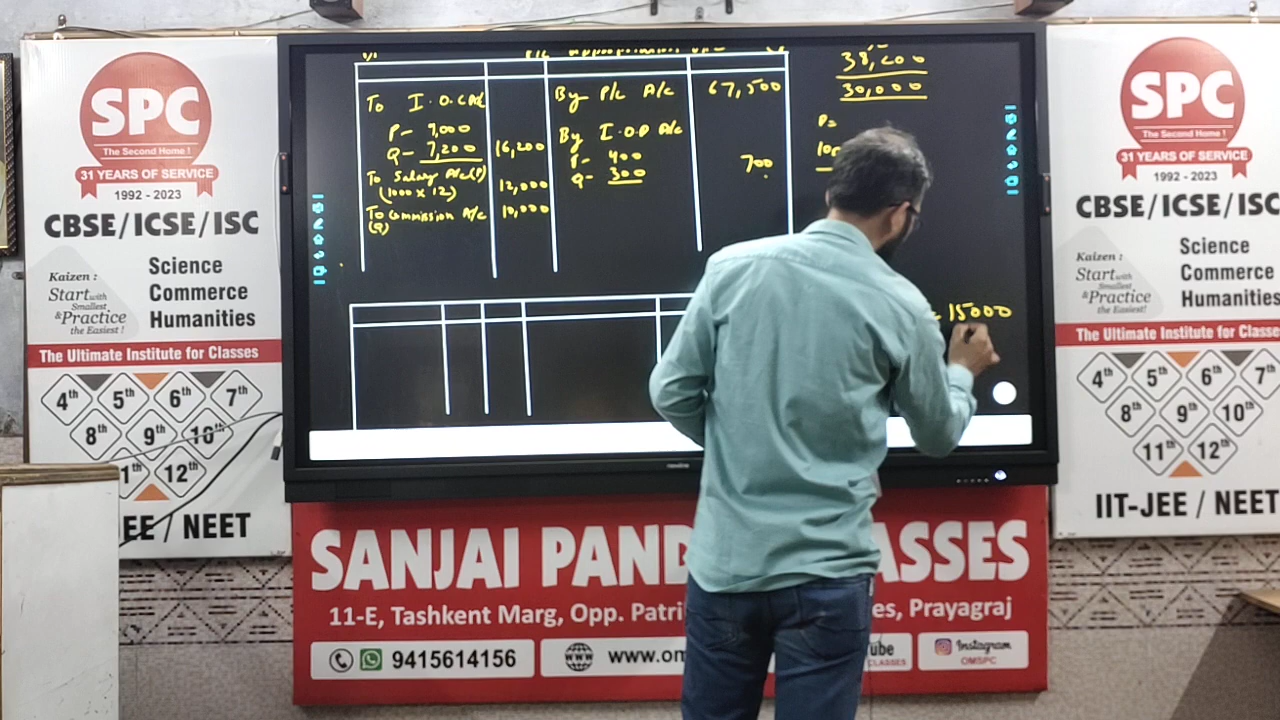 SPC
The Second Home !
31 YEARS OF SERVICE
1992 - 2023
CBSE/ICSE/ISC
Kaizen :
Start with
Smallest
& Practice
the Easiest !
Science
Commerce
Humanities
The Ultimate Institute for Classes
4th 5th 6th 7th
8th 9th 10th
12th
EE / NEET
To I.O.C A/c
P- 9,000
Q- 7,200 16,200
To Salary A/c (P)
(1000 x 12) 12,000
To Commission A/c 10,000
(Q)
By P/L A/c 67,500
By I.O.D A/c
P- 400
Q- 300 700
38,200
30,000
P=
= 15000
SANJAI PAND ASSES
11-E, Tashkent Marg, Opp. Patri es, Prayagraj
9415614156
www.om
ube
CLASSES
Instagram
OMSPC
SPC
The Second Home !
31 YEARS OF SERVICE
1992 - 2023
CBSE/ICSE/ISC
Kaizen :
Start with
Smallest
& Practice
the Easiest !
Science
Commerce
Humanities
The Ultimate Institute for Classes
4th 5th 6th 7th
8th 9th 10th
11th 12th
IIT-JEE / NEET